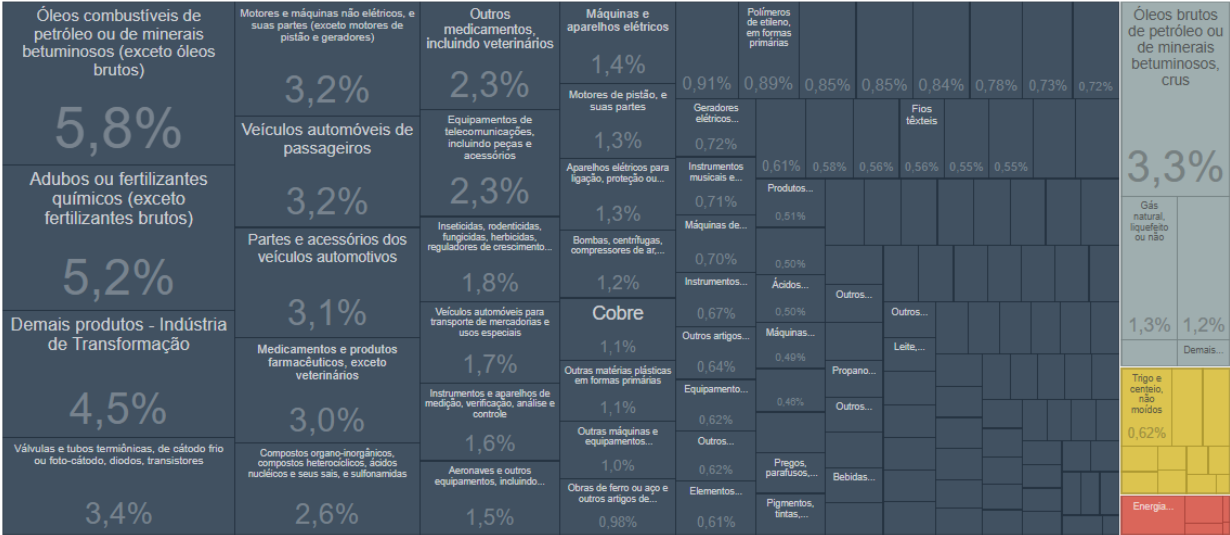 Óleos combustíveis de
petróleo ou de minerais
betuminosos (exceto óleos
brutos)
5,8%
Adubos ou fertilizantes
químicos (exceto
fertilizantes brutos)
5,2%
Demais produtos - Indústria
de Transformação
4,5%
Válvulas e tubos termiônicas, de cátodo frio
ou foto-cátodo, diodos, transistores
3,4%
Motores e máquinas não elétricos, e
suas partes (exceto motores de
pistão e geradores)
3,2%
Veículos automóveis de
passageiros
3,2%
Partes e acessórios dos
veículos automotivos
3,1%
Medicamentos e produtos
farmacêuticos, exceto
veterinários
3,0%
Compostos organo-inorgânicos,
compostos heterocíclicos, ácidos
nucléicos e seus sais, e sulfonamidas
2,6%
Outros
medicamentos,
incluindo veterinários
2,3%
Equipamentos de
telecomunicações,
incluindo peças e
acessórios
2,3%
Inseticidas, rodenticidas,
fungicidas, herbicidas,
reguladores de crescimento...
1,8%
Veículos automóveis para
transporte de mercadorias e
usos especiais
1,7%
Instrumentos e aparelhos de
medição, verificação, análise e
controle
1,6%
Aeronaves e outros
equipamentos, incluindo...
1,5%
Máquinas e
aparelhos elétricos
1,4%
Motores de pistão, e
suas partes
1,3%
Aparelhos elétricos para
ligação, proteção ou...
1,3%
Bombas, centrífugas,
compressores de ar,...
1,2%
Cobre
1,1%
Outras matérias plásticas
em formas primárias
1,1%
Outras máquinas e
equipamentos...
1,0%
Obras de ferro ou aço e
outros artigos de...
0,98%
0,91%
Polímeros
de etileno,
em formas
primárias
0,89%
0,85%
0,85%
0,84%
0,78%
0,73%
0,72%
Geradores
elétricos...
0,72%
Instrumentos
musicais e...
0,71%
Máquinas de...
0,70%
Instrumentos...
0,67%
Outros artigos...
0,64%
Equipamento...
0,62%
Outros...
0,62%
Elementos...
0,61%
0,61%
0,58%
0,56%
Fios
têxteis
0,56%
0,55%
0,55%
Produtos...
0,51%
0,50%
Ácidos...
0,50%
Máquinas...
0,49%
0,46%
Pregos,
parafusos,...
Pigmentos,
tintas,...
Outros...
Propano...
Outros...
Bebidas...
Outros...
Leite,...
Óleos brutos
de petróleo ou
de minerais
betuminosos,
crus
3,3%
Gás
natural,
liquefeito
ou não
1,3%
1,2%
Demais...
Trigo e
centeio,
não
moídos
0,62%
Energia...